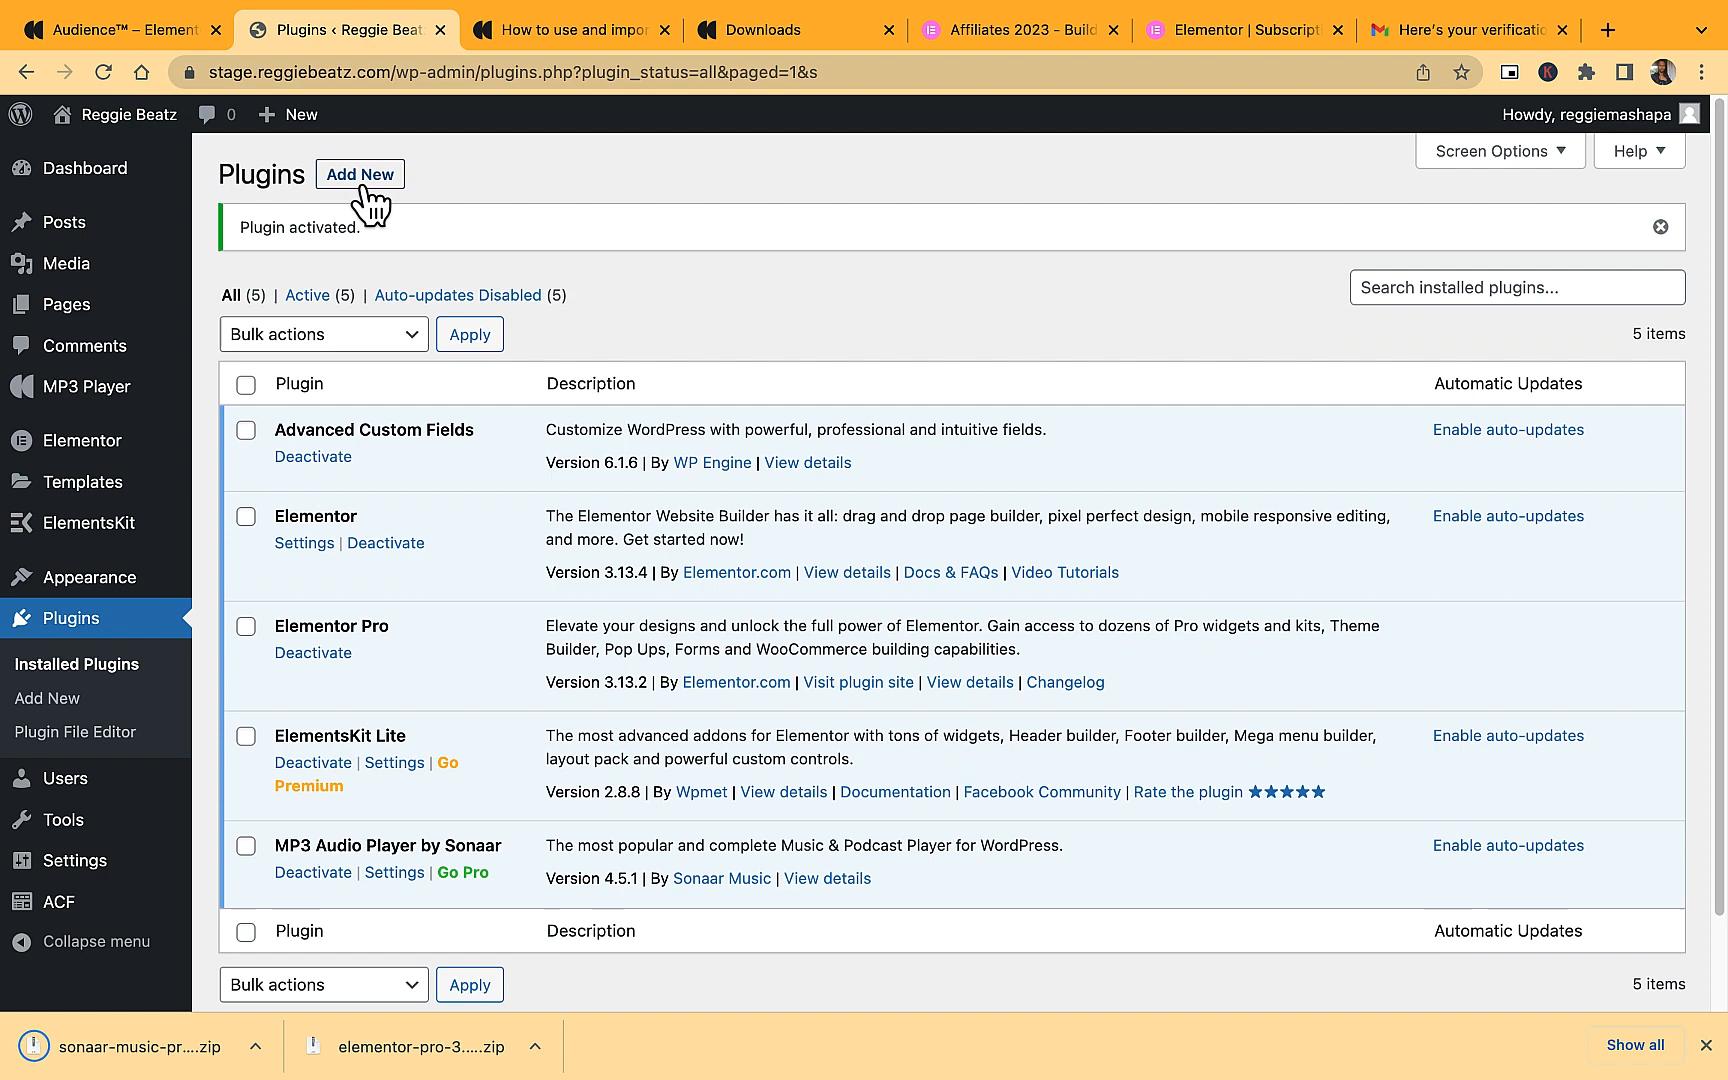 Audience™ – Element
Plugins ‹ Reggie Beat
How to use and impor
Downloads
Affiliates 2023 - Build
Elementor | Subscripti
Here's your verificatio
stage.reggiebeatz.com/wp-admin/plugins.php?plugin_status=all&paged=1&s
K
Reggie Beatz
0
New
Howdy, reggiemashapa
Dashboard
Posts
Media
Pages
Comments
MP3 Player
Elementor
Templates
ElementsKit
Appearance
Plugins
Installed Plugins
Add New
Plugin File Editor
Users
Tools
Settings
ACF
Collapse menu
Screen Options
Help
Plugins
Add New
Plugin activated.
All (5) | Active (5) | Auto-updates Disabled (5)
Search installed plugins...
Bulk actions
Apply
5 items
Plugin
Description
Automatic Updates
Advanced Custom Fields
Deactivate
Customize WordPress with powerful, professional and intuitive fields.
Version 6.1.6 | By WP Engine | View details
Enable auto-updates
Elementor
Settings | Deactivate
The Elementor Website Builder has it all: drag and drop page builder, pixel perfect design, mobile responsive editing,
and more. Get started now!
Version 3.13.4 | By Elementor.com | View details | Docs & FAQs | Video Tutorials
Enable auto-updates
Elementor Pro
Deactivate
Elevate your designs and unlock the full power of Elementor. Gain access to dozens of Pro widgets and kits, Theme
Builder, Pop Ups, Forms and WooCommerce building capabilities.
Version 3.13.2 | By Elementor.com | Visit plugin site | View details | Changelog
ElementsKit Lite
Deactivate | Settings | Go
Premium
The most advanced addons for Elementor with tons of widgets, Header builder, Footer builder, Mega menu builder,
layout pack and powerful custom controls.
Version 2.8.8 | By Wpmet | View details | Documentation | Facebook Community | Rate the plugin ★★★★★
Enable auto-updates
MP3 Audio Player by Sonaar
Deactivate | Settings | Go Pro
The most popular and complete Music & Podcast Player for WordPress.
Version 4.5.1 | By Sonaar Music | View details
Enable auto-updates
Plugin
Description
Automatic Updates
Bulk actions
Apply
5 items
sonaar-music-pr....zip
elementor-pro-3.....zip
Show all